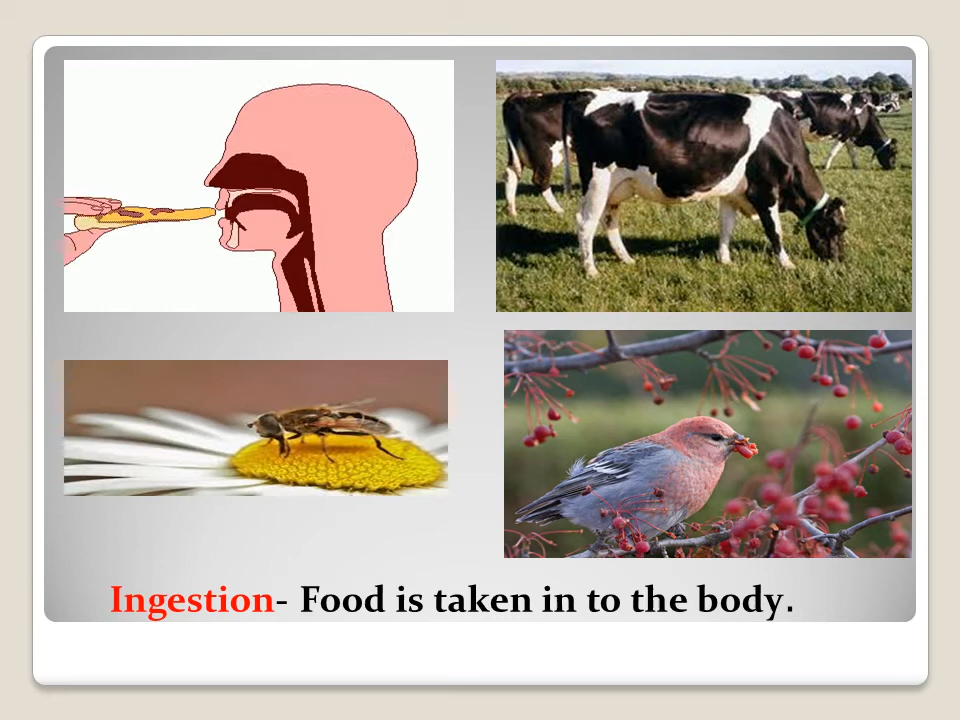 Ingestion- Food is taken in to the body.